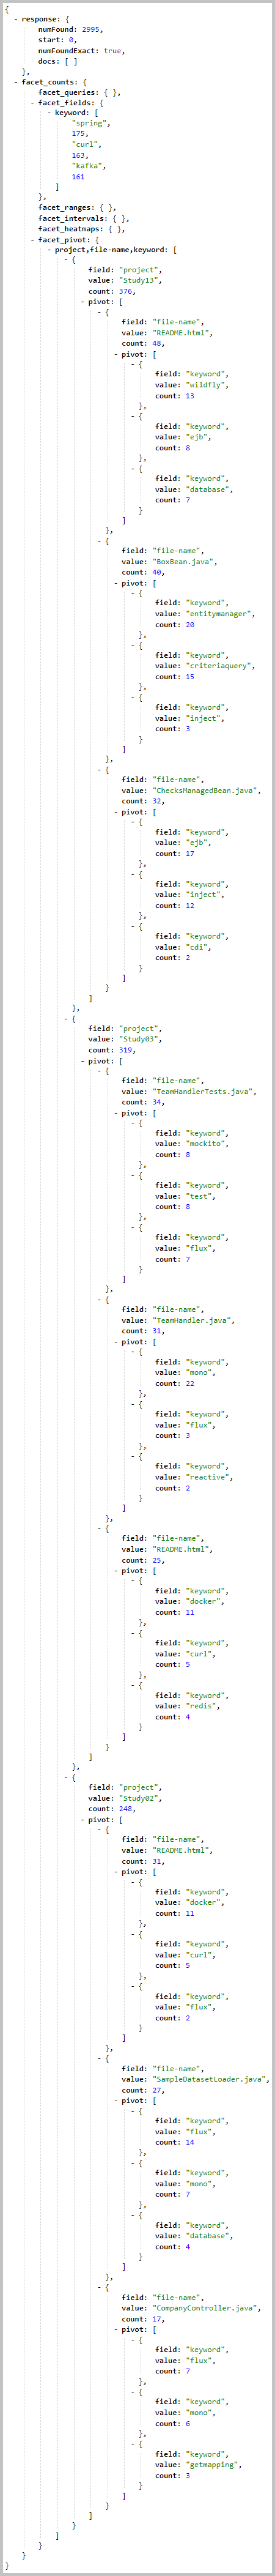 {
- response: {
numFound: 2995,
start: 0,
numFoundExact: true,
docs: [ ]
},
- facet_counts: {
facet_queries: { },
- facet_fields: {
- keyword: [
"spring",
175,
"curl",
163,
"kafka",
161
]
},
facet_ranges: { },
facet_intervals: { },
facet_heatmaps: { },
- facet_pivot: {
- project,file-name,keyword: [
- {
field: "project",
value: "Study13",
count: 376,
- pivot: [
- {
field: "file-name",
value: "README.html",
count: 48,
- pivot: [
- {
field: "keyword",
value: "wildfly",
count: 13
},
- {
field: "keyword",
value: "ejb",
count: 8
},
- {
field: "keyword",
value: "database",
count: 7
}
]
},
- {
field: "file-name",
value: "BoxBean.java",
count: 40,
- pivot: [
- {
field: "keyword",
value: "entitymanager",
count: 20
},
- {
field: "keyword",
value: "criteriaquery",
count: 15
},
- {
field: "keyword",
value: "inject",
count: 3
}
]
},
- {
field: "file-name",
value: "ChecksManagedBean.java",
count: 32,
- pivot: [
- {
field: "keyword",
value: "ejb",
count: 17
},
- {
field: "keyword",
value: "inject",
count: 12
},
- {
field: "keyword",
value: "cdi",
count: 2
}
]
}
]
},
- {
field: "project",
value: "Study03",
count: 319,
- pivot: [
- {
field: "file-name",
value: "TeamHandlerTests.java",
count: 34,
- pivot: [
- {
field: "keyword",
value: "mockito",
count: 8
},
- {
field: "keyword",
value: "test",
count: 8
},
- {
field: "keyword",
value: "flux",
count: 7
}
]
},
- {
field: "file-name",
value: "TeamHandler.java",
count: 31,
- pivot: [
- {
field: "keyword",
value: "mono",
count: 22
},
- {
field: "keyword",
value: "flux",
count: 3
},
- {
field: "keyword",
value: "reactive",
count: 2
}
]
},
- {
field: "file-name",
value: "README.html",
count: 25,
- pivot: [
- {
field: "keyword",
value: "docker",
count: 11
},
- {
field: "keyword",
value: "curl",
count: 5
},
- {
field: "keyword",
value: "redis",
count: 4
}
]
}
]
},
- {
field: "project",
value: "Study02",
count: 248,
- pivot: [
- {
field: "file-name",
value: "README.html",
count: 31,
- pivot: [
- {
field: "keyword",
value: "docker",
count: 11
},
- {
field: "keyword",
value: "curl",
count: 5
},
- {
field: "keyword",
value: "flux",
count: 2
}
]
},
- {
field: "file-name",
value: "SampleDatasetLoader.java",
count: 27,
- pivot: [
- {
field: "keyword",
value: "flux",
count: 14
},
- {
field: "keyword",
value: "mono",
count: 7
},
- {
field: "keyword",
value: "database",
count: 4
}
]
},
- {
field: "file-name",
value: "CompanyController.java",
count: 17,
- pivot: [
- {
field: "keyword",
value: "flux",
count: 7
},
- {
field: "keyword",
value: "mono",
count: 6
},
- {
field: "keyword",
value: "getmapping",
count: 3
}
]
}
]
}
]
}
}
}